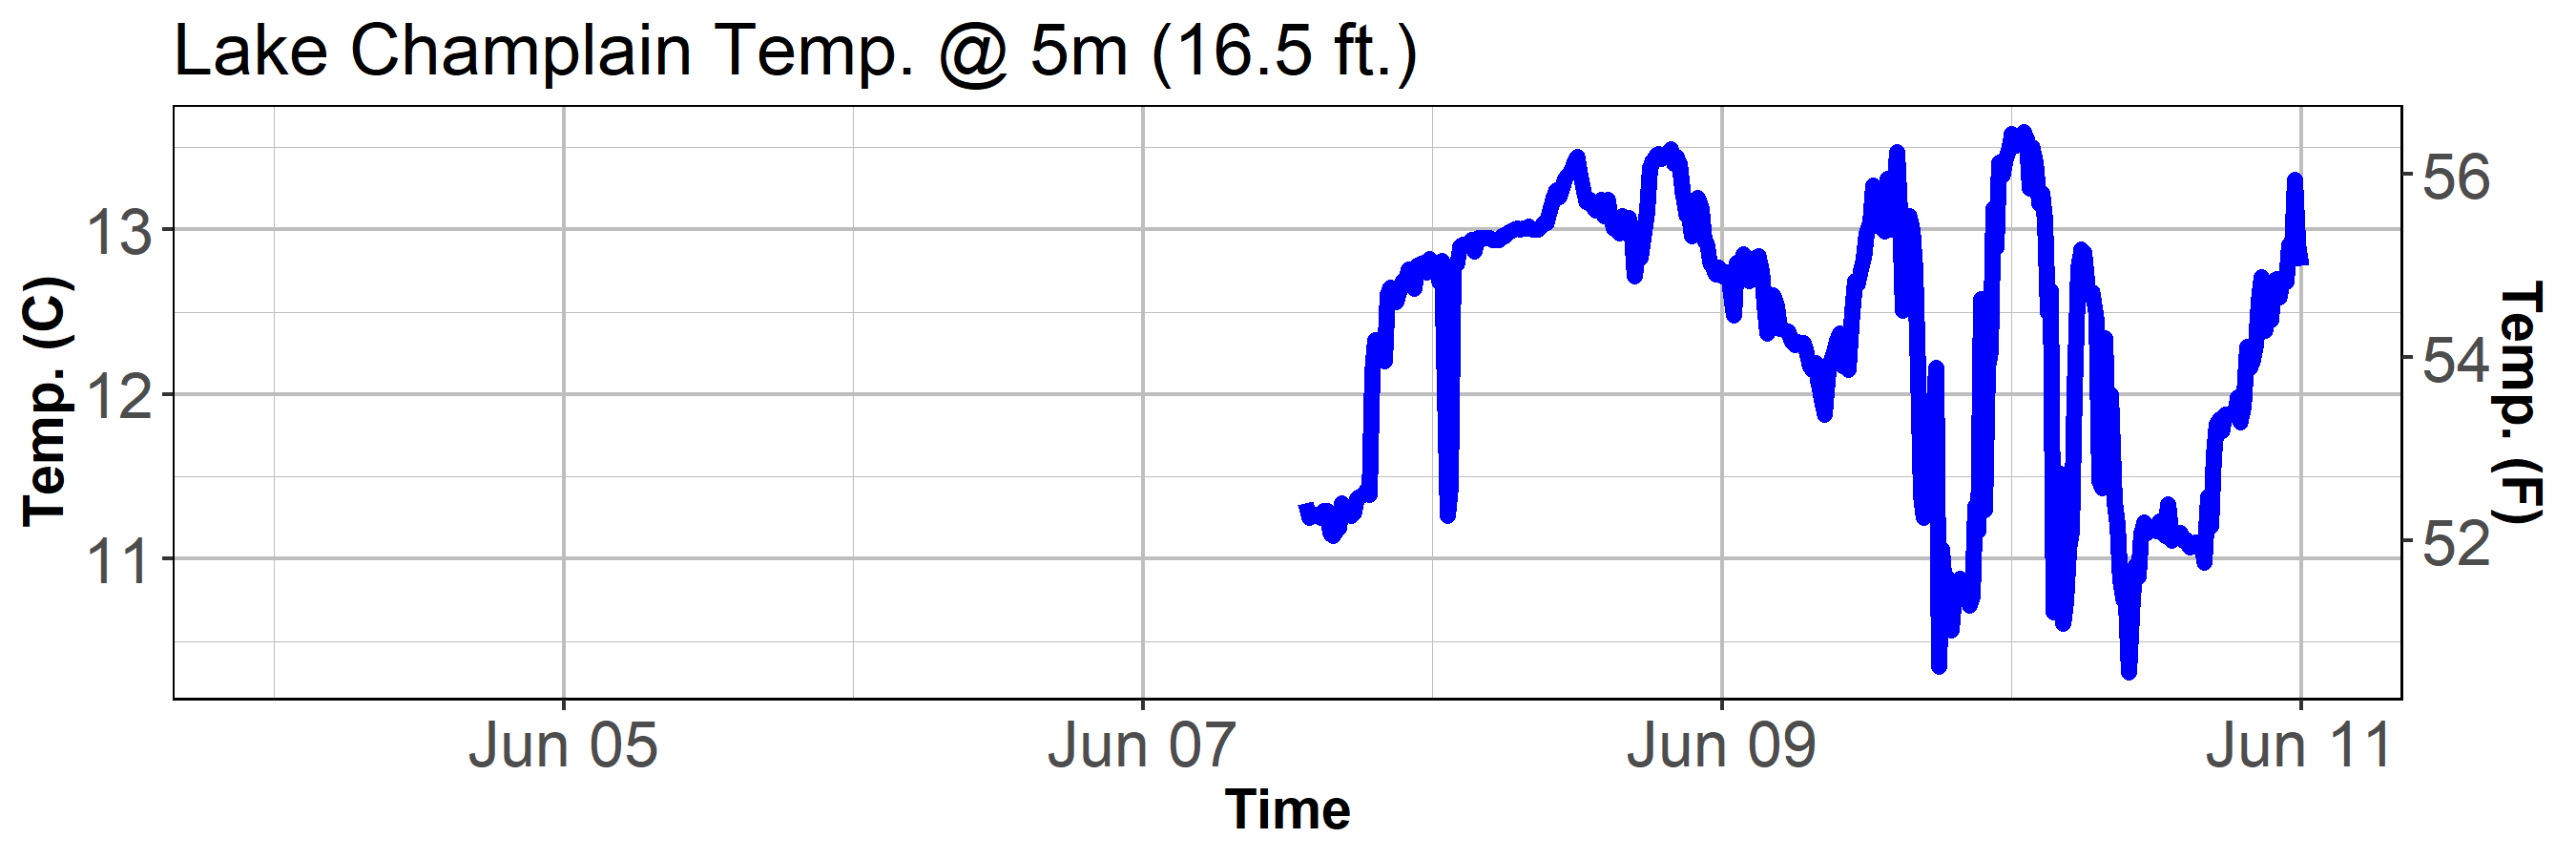 Lake Champlain Temp. @ 5m (16.5 ft.)
Temp. (C)
13
12
11
56
54
52
Temp. (F)
Jun 05 Jun 07 Jun 09 Jun 11
Time